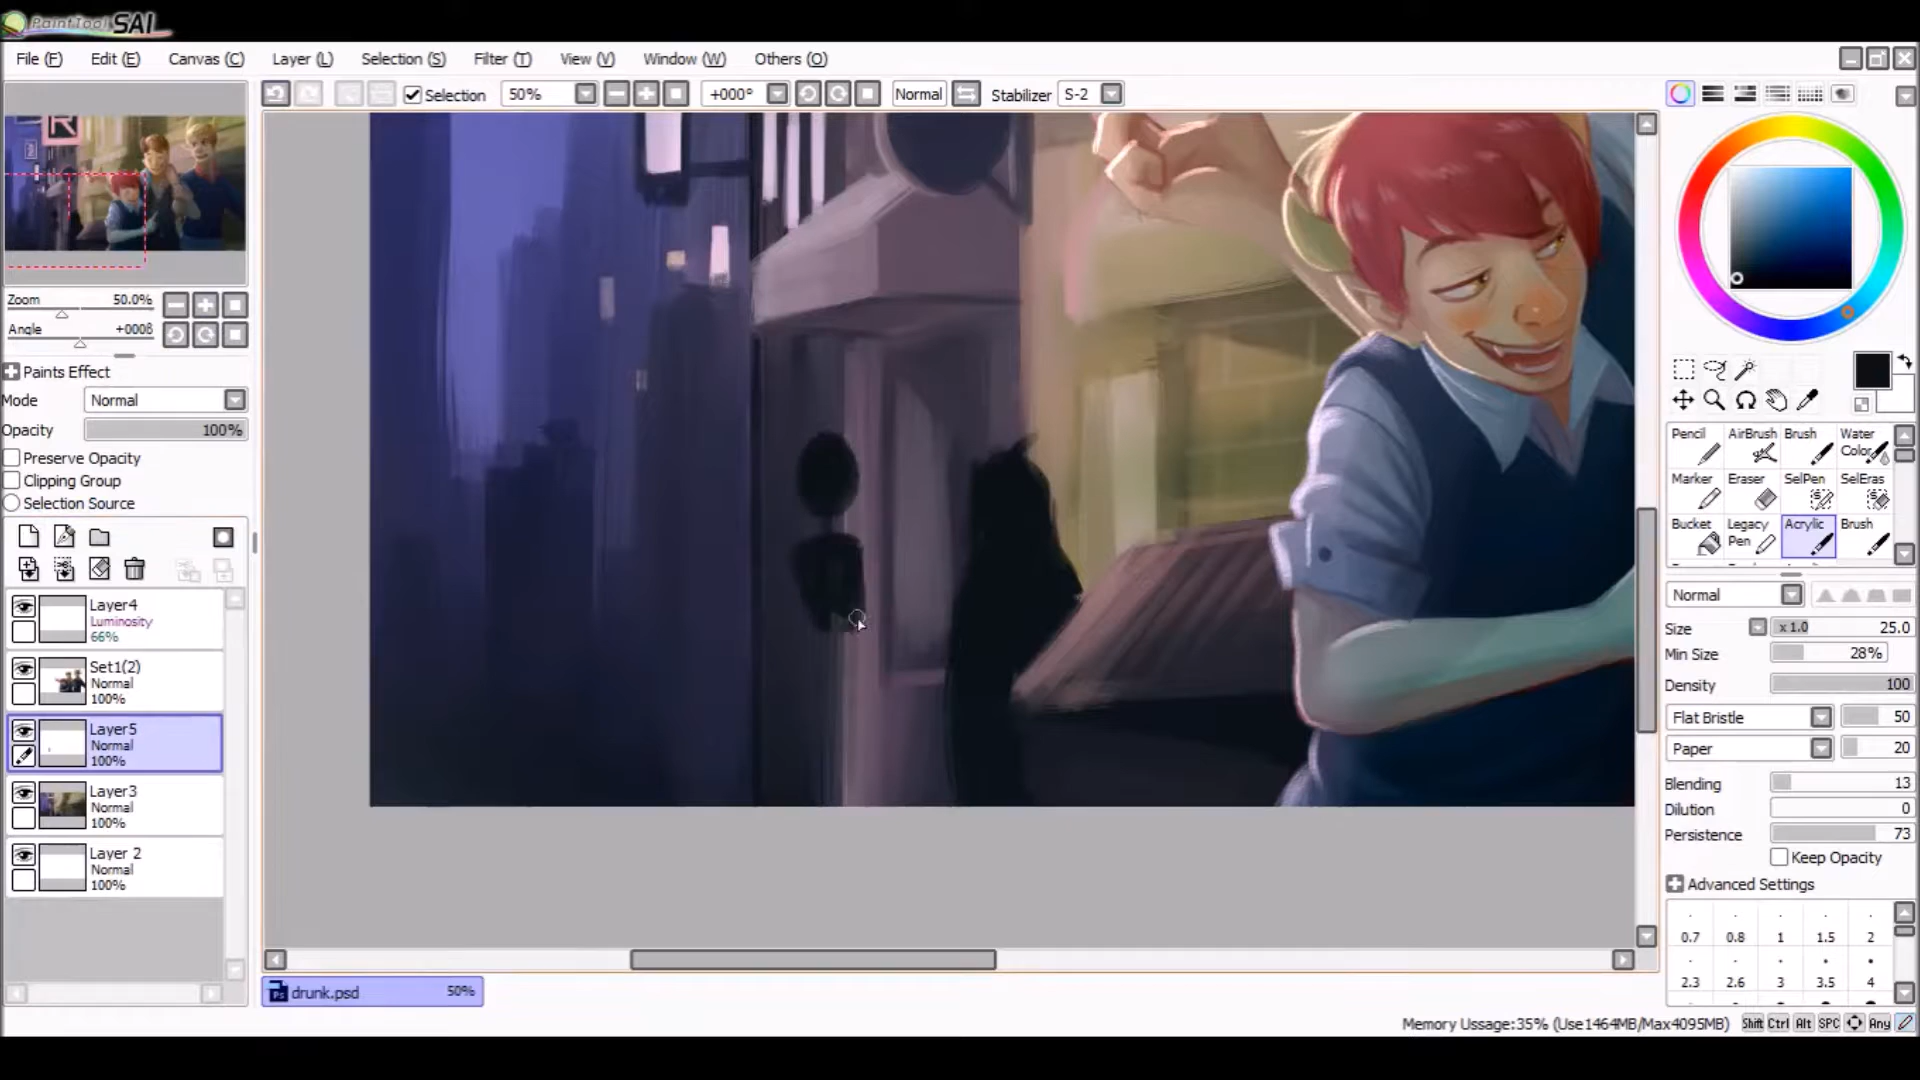 PaintTool SAI
File (F) Edit (E) Canvas (C) Layer (L) Selection (S) Filter (T) View (V) Window (W) Others (O)
Selection 50% +000° Normal Stabilizer S-2
R
Zoom 50.0%
Angle +000ß
Paints Effect
Mode Normal
Opacity 100%
Preserve Opacity
Clipping Group
Selection Source
Layer4
Luminosity
66%
Set1(2)
Normal
100%
Layer5
Normal
100%
Layer3
Normal
100%
Layer 2
Normal
100%
drunk.psd 50%
Pencil AirBrush Brush Water Color
Marker Eraser SelPen SelEras
Bucket Legacy Pen Acrylic Brush
Normal
Size x 1.0 25.0
Min Size 28%
Density 100
Flat Bristle 50
Paper 20
Blending 13
Dilution 0
Persistence 73
Keep Opacity
Advanced Settings
0.7 0.8 1 1.5 2
2.3 2.6 3 3.5 4
Memory Ussage:35% (Use1464MB/Max4095MB) Shift Ctrl Alt SPC Any